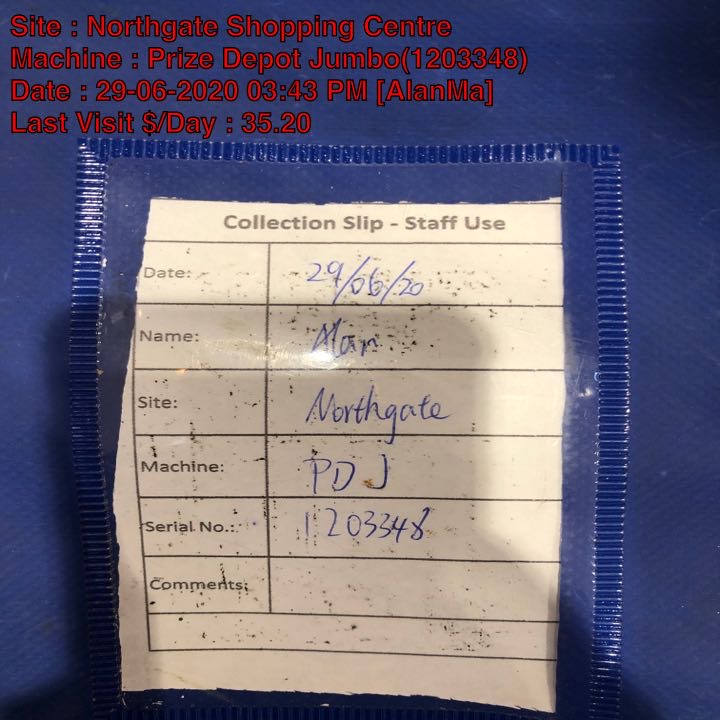 Site : Northgate Shopping Centre
Machine : Prize Depot Jumbo(1203348)
Date : 29-06-2020 03:43 PM [AlanMa]
Last Visit $/Day : 35.20
Collection Slip - Staff Use
Date: 29/06/20
Name: Alan
Site: Northgate
Machine: PDJ
Serial No.: 1203348
Comments: